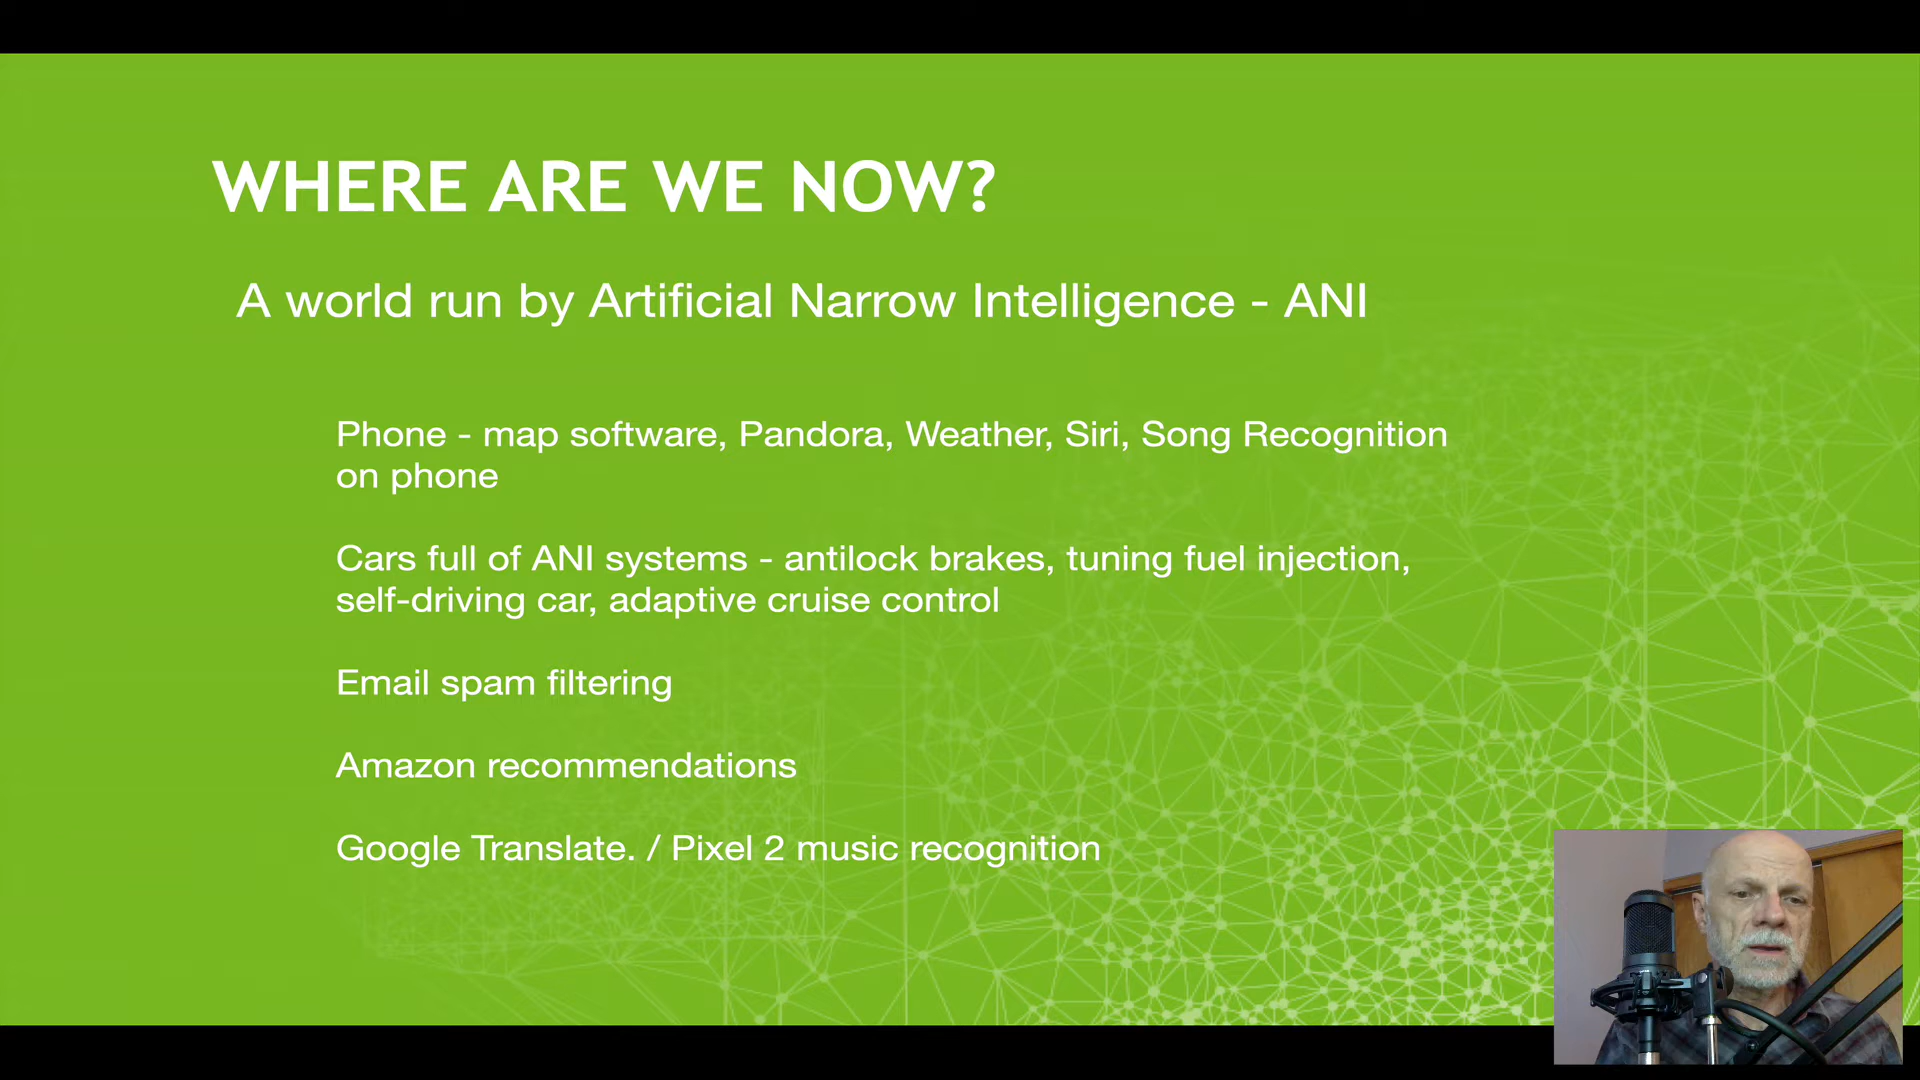 WHERE ARE WE NOW?
A world run by Artificial Narrow Intelligence - ANI
Phone - map software, Pandora, Weather, Siri, Song Recognition
on phone
Cars full of ANI systems - antilock brakes, tuning fuel injection,
self-driving car, adaptive cruise control
Email spam filtering
Amazon recommendations
Google Translate. / Pixel 2 music recognition